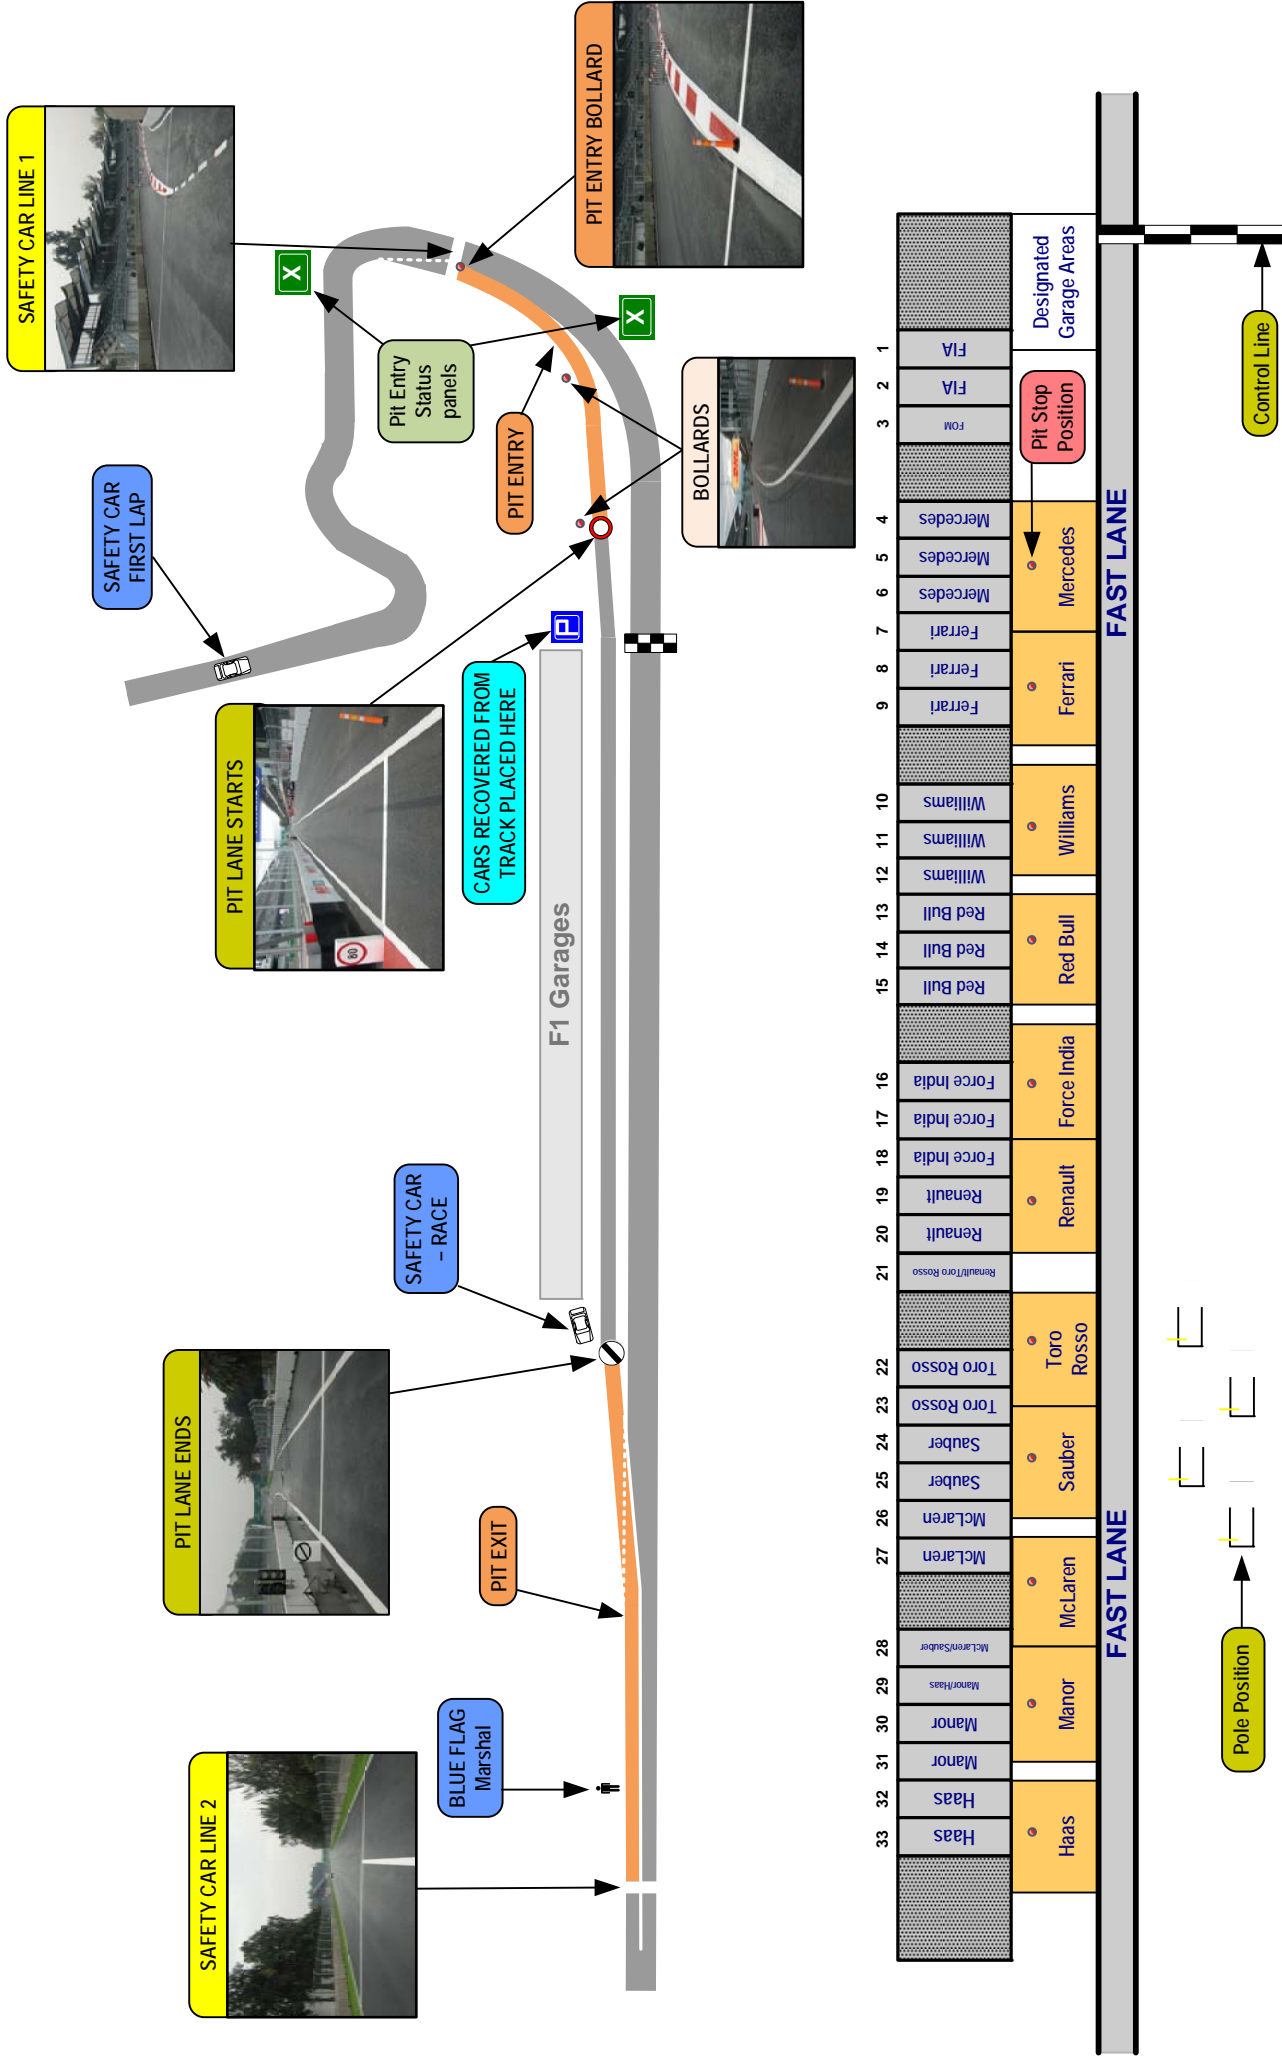 SAFETY CAR LINE 1
PIT ENTRY BOLLARD
X
X
Pit Entry
Status
panels
SAFETY CAR
FIRST LAP
PIT ENTRY
BOLLARDS
PIT LANE STARTS
80
CARS RECOVERED FROM
TRACK PLACED HERE
P
F1 Garages
SAFETY CAR
– RACE
PIT LANE ENDS
PIT EXIT
BLUE FLAG
Marshal
SAFETY CAR LINE 2
Designated
Garage Areas
Control Line
Pit Stop
Position
1 FIA
2 FIA
3 FOM
4 Mercedes
5 Mercedes
6 Mercedes
7 Ferrari
8 Ferrari
9 Ferrari
10 Williams
11 Williams
12 Williams
13 Red Bull
14 Red Bull
15 Red Bull
16 Force India
17 Force India
18 Force India
19 Renault
20 Renault
21 Renault/Toro Rosso
22 Toro Rosso
23 Toro Rosso
24 Sauber
25 Sauber
26 McLaren
27 McLaren
28 McLaren/Sauber
29 Manor/Haas
30 Manor
31 Manor
32 Haas
33 Haas
Mercedes
Ferrari
Williams
Red Bull
Force India
Renault
Toro
Rosso
Sauber
McLaren
Manor
Haas
FAST LANE
FAST LANE
Pole Position